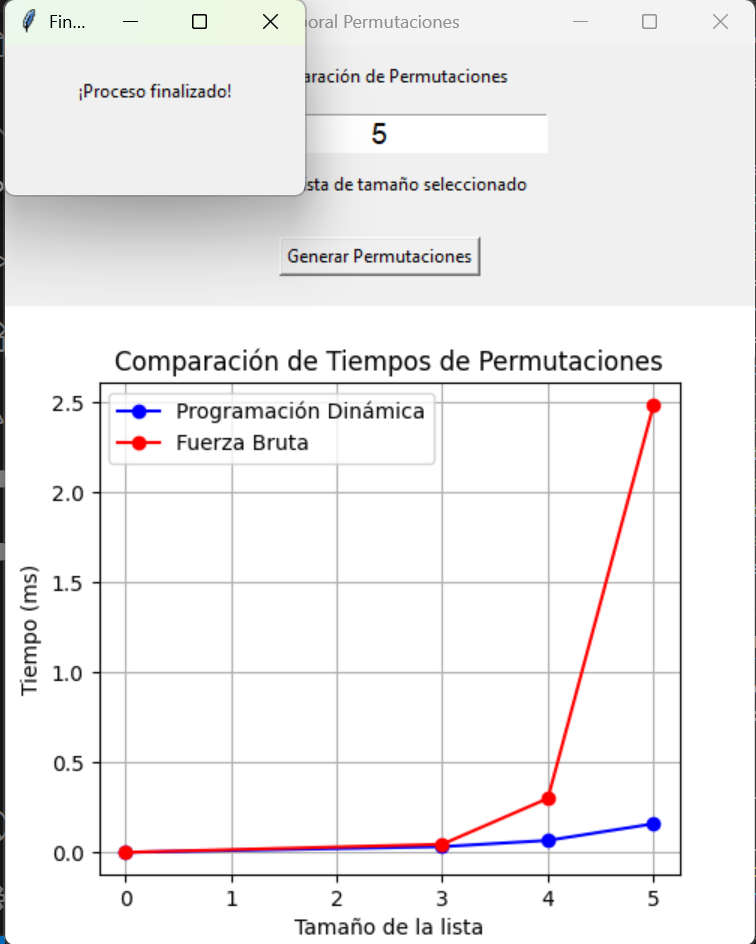 Fin...
oral Permutaciones
¡Proceso finalizado!
aración de Permutaciones
5
ista de tamaño seleccionado
Generar Permutaciones
Comparación de Tiempos de Permutaciones
Programación Dinámica
Fuerza Bruta
2.5
2.0
1.5
1.0
0.5
0.0
Tiempo (ms)
0 1 2 3 4 5
Tamaño de la lista